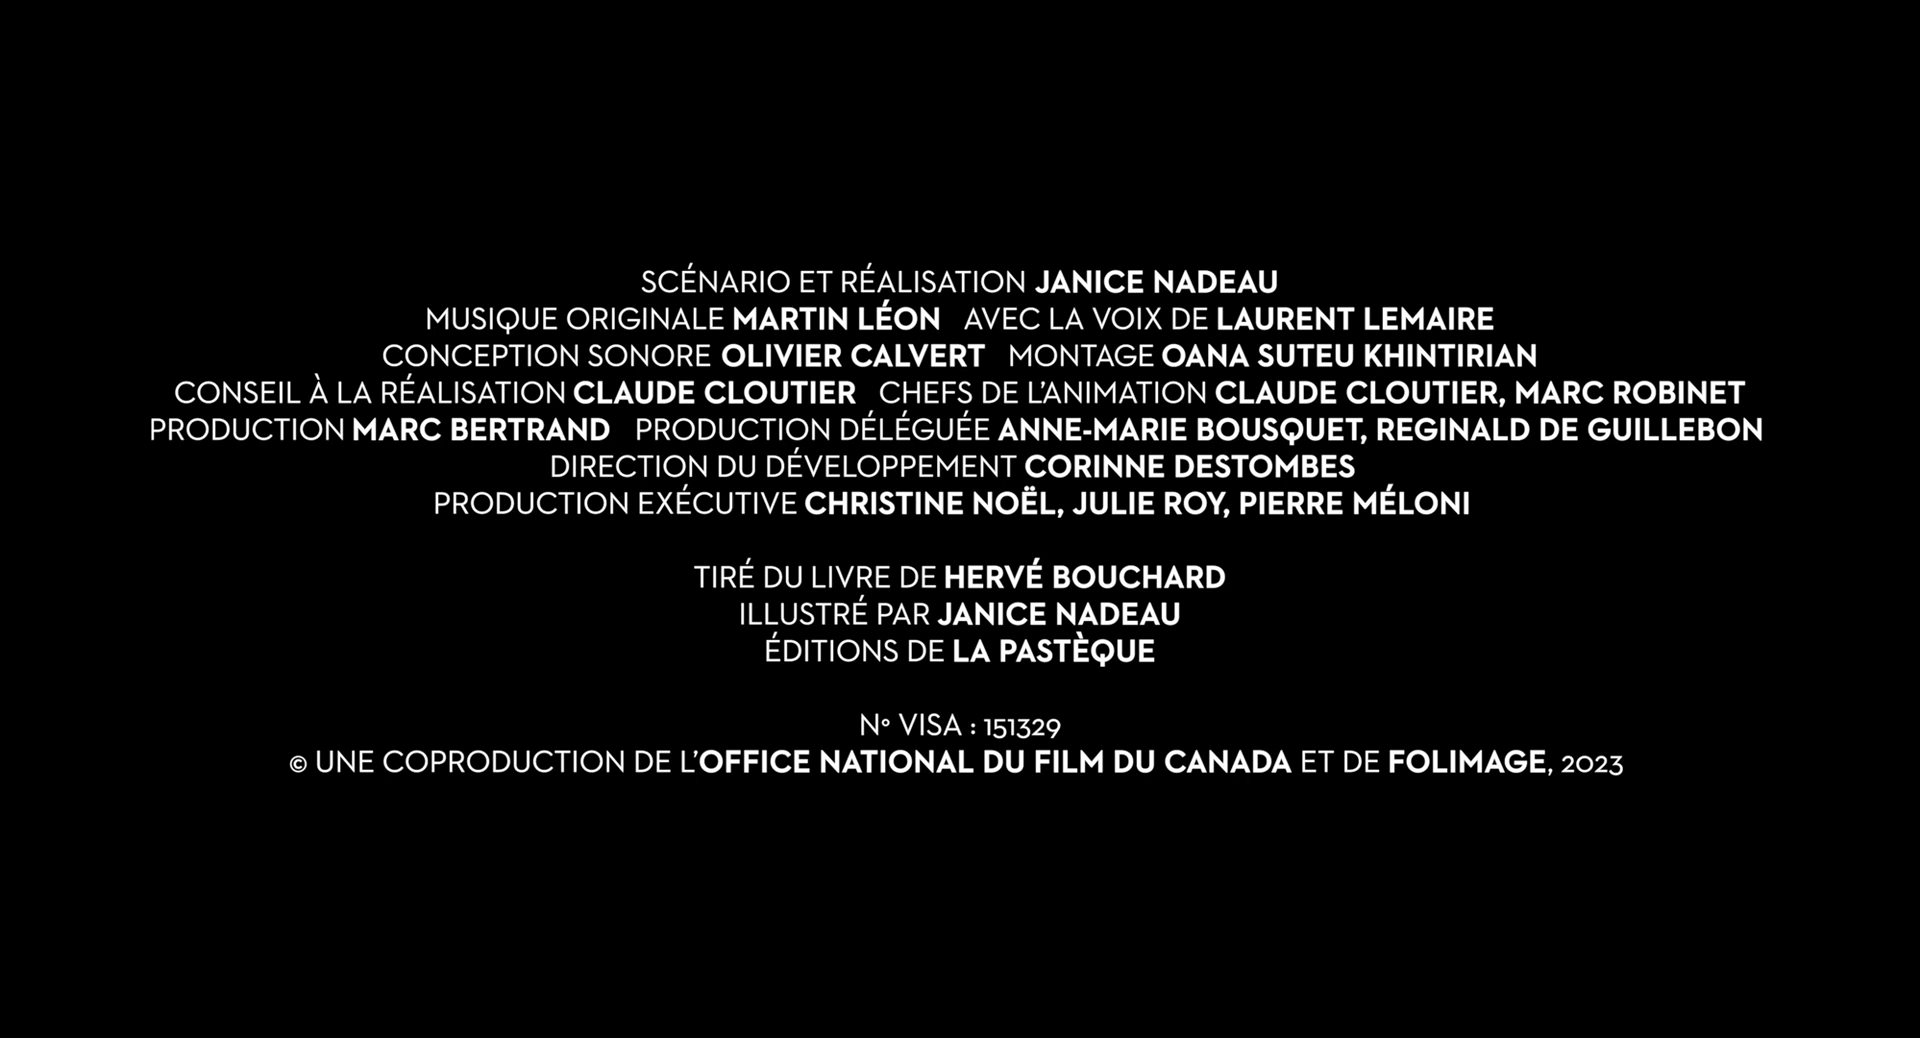 SCÉNARIO ET RÉALISATION JANICE NADEAU
MUSIQUE ORIGINALE MARTIN LÉON AVEC LA VOIX DE LAURENT LEMAIRE
CONCEPTION SONORE OLIVIER CALVERT MONTAGE OANA SUTEU KHINTIRIAN
CONSEIL À LA RÉALISATION CLAUDE CLOUTIER CHEFS DE L'ANIMATION CLAUDE CLOUTIER, MARC ROBINET
PRODUCTION MARC BERTRAND PRODUCTION DÉLÉGUÉE ANNE-MARIE BOUSQUET, REGINALD DE GUILLEBON
DIRECTION DU DÉVELOPPEMENT CORINNE DESTOMBES
PRODUCTION EXÉCUTIVE CHRISTINE NOËL, JULIE ROY, PIERRE MÉLONI
TIRÉ DU LIVRE DE HERVÉ BOUCHARD
ILLUSTRÉ PAR JANICE NADEAU
ÉDITIONS DE LA PASTÈQUE
N° VISA : 151329
© UNE COPRODUCTION DE L'OFFICE NATIONAL DU FILM DU CANADA ET DE FOLIMAGE, 2023